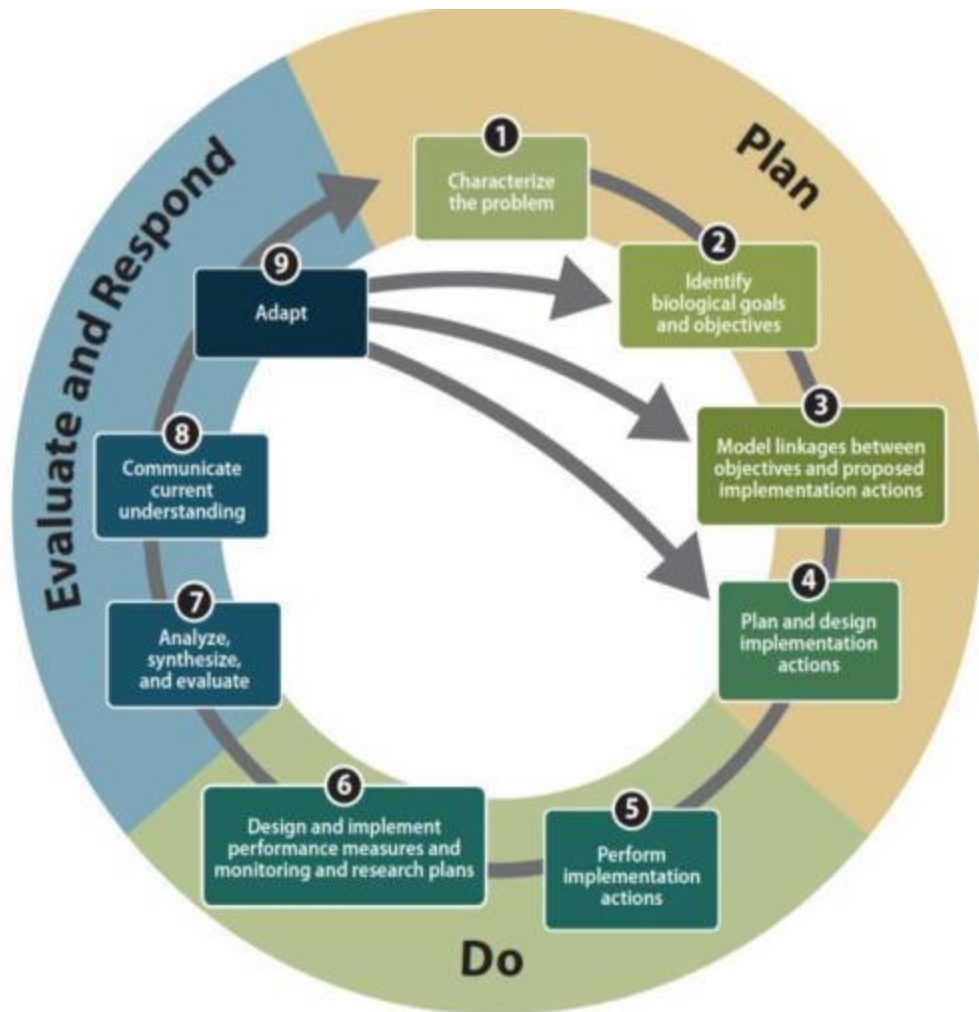 Plan
1
Characterize
the problem
2
Identify
biological goals
and objectives
3
Model linkages between
objectives and proposed
implementation actions
4
Plan and design
implementation
actions
Do
5
Perform
implementation
actions
6
Design and implement
performance measures and
monitoring and research plans
Evaluate and Respond
7
Analyze,
synthesize,
and evaluate
8
Communicate
current
understanding
9
Adapt